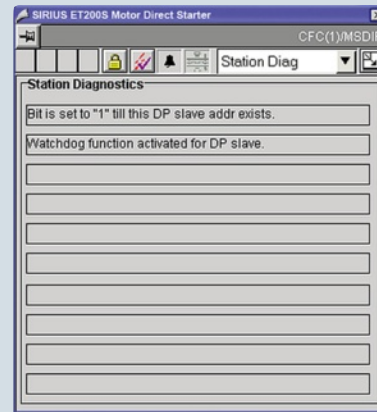 SIRIUS ET200S Motor Direct Starter
CFC(1)/MSDIF
Station Diag
Station Diagnostics
Bit is set to "1" till this DP slave addr exists.
Watchdog function activated for DP slave.